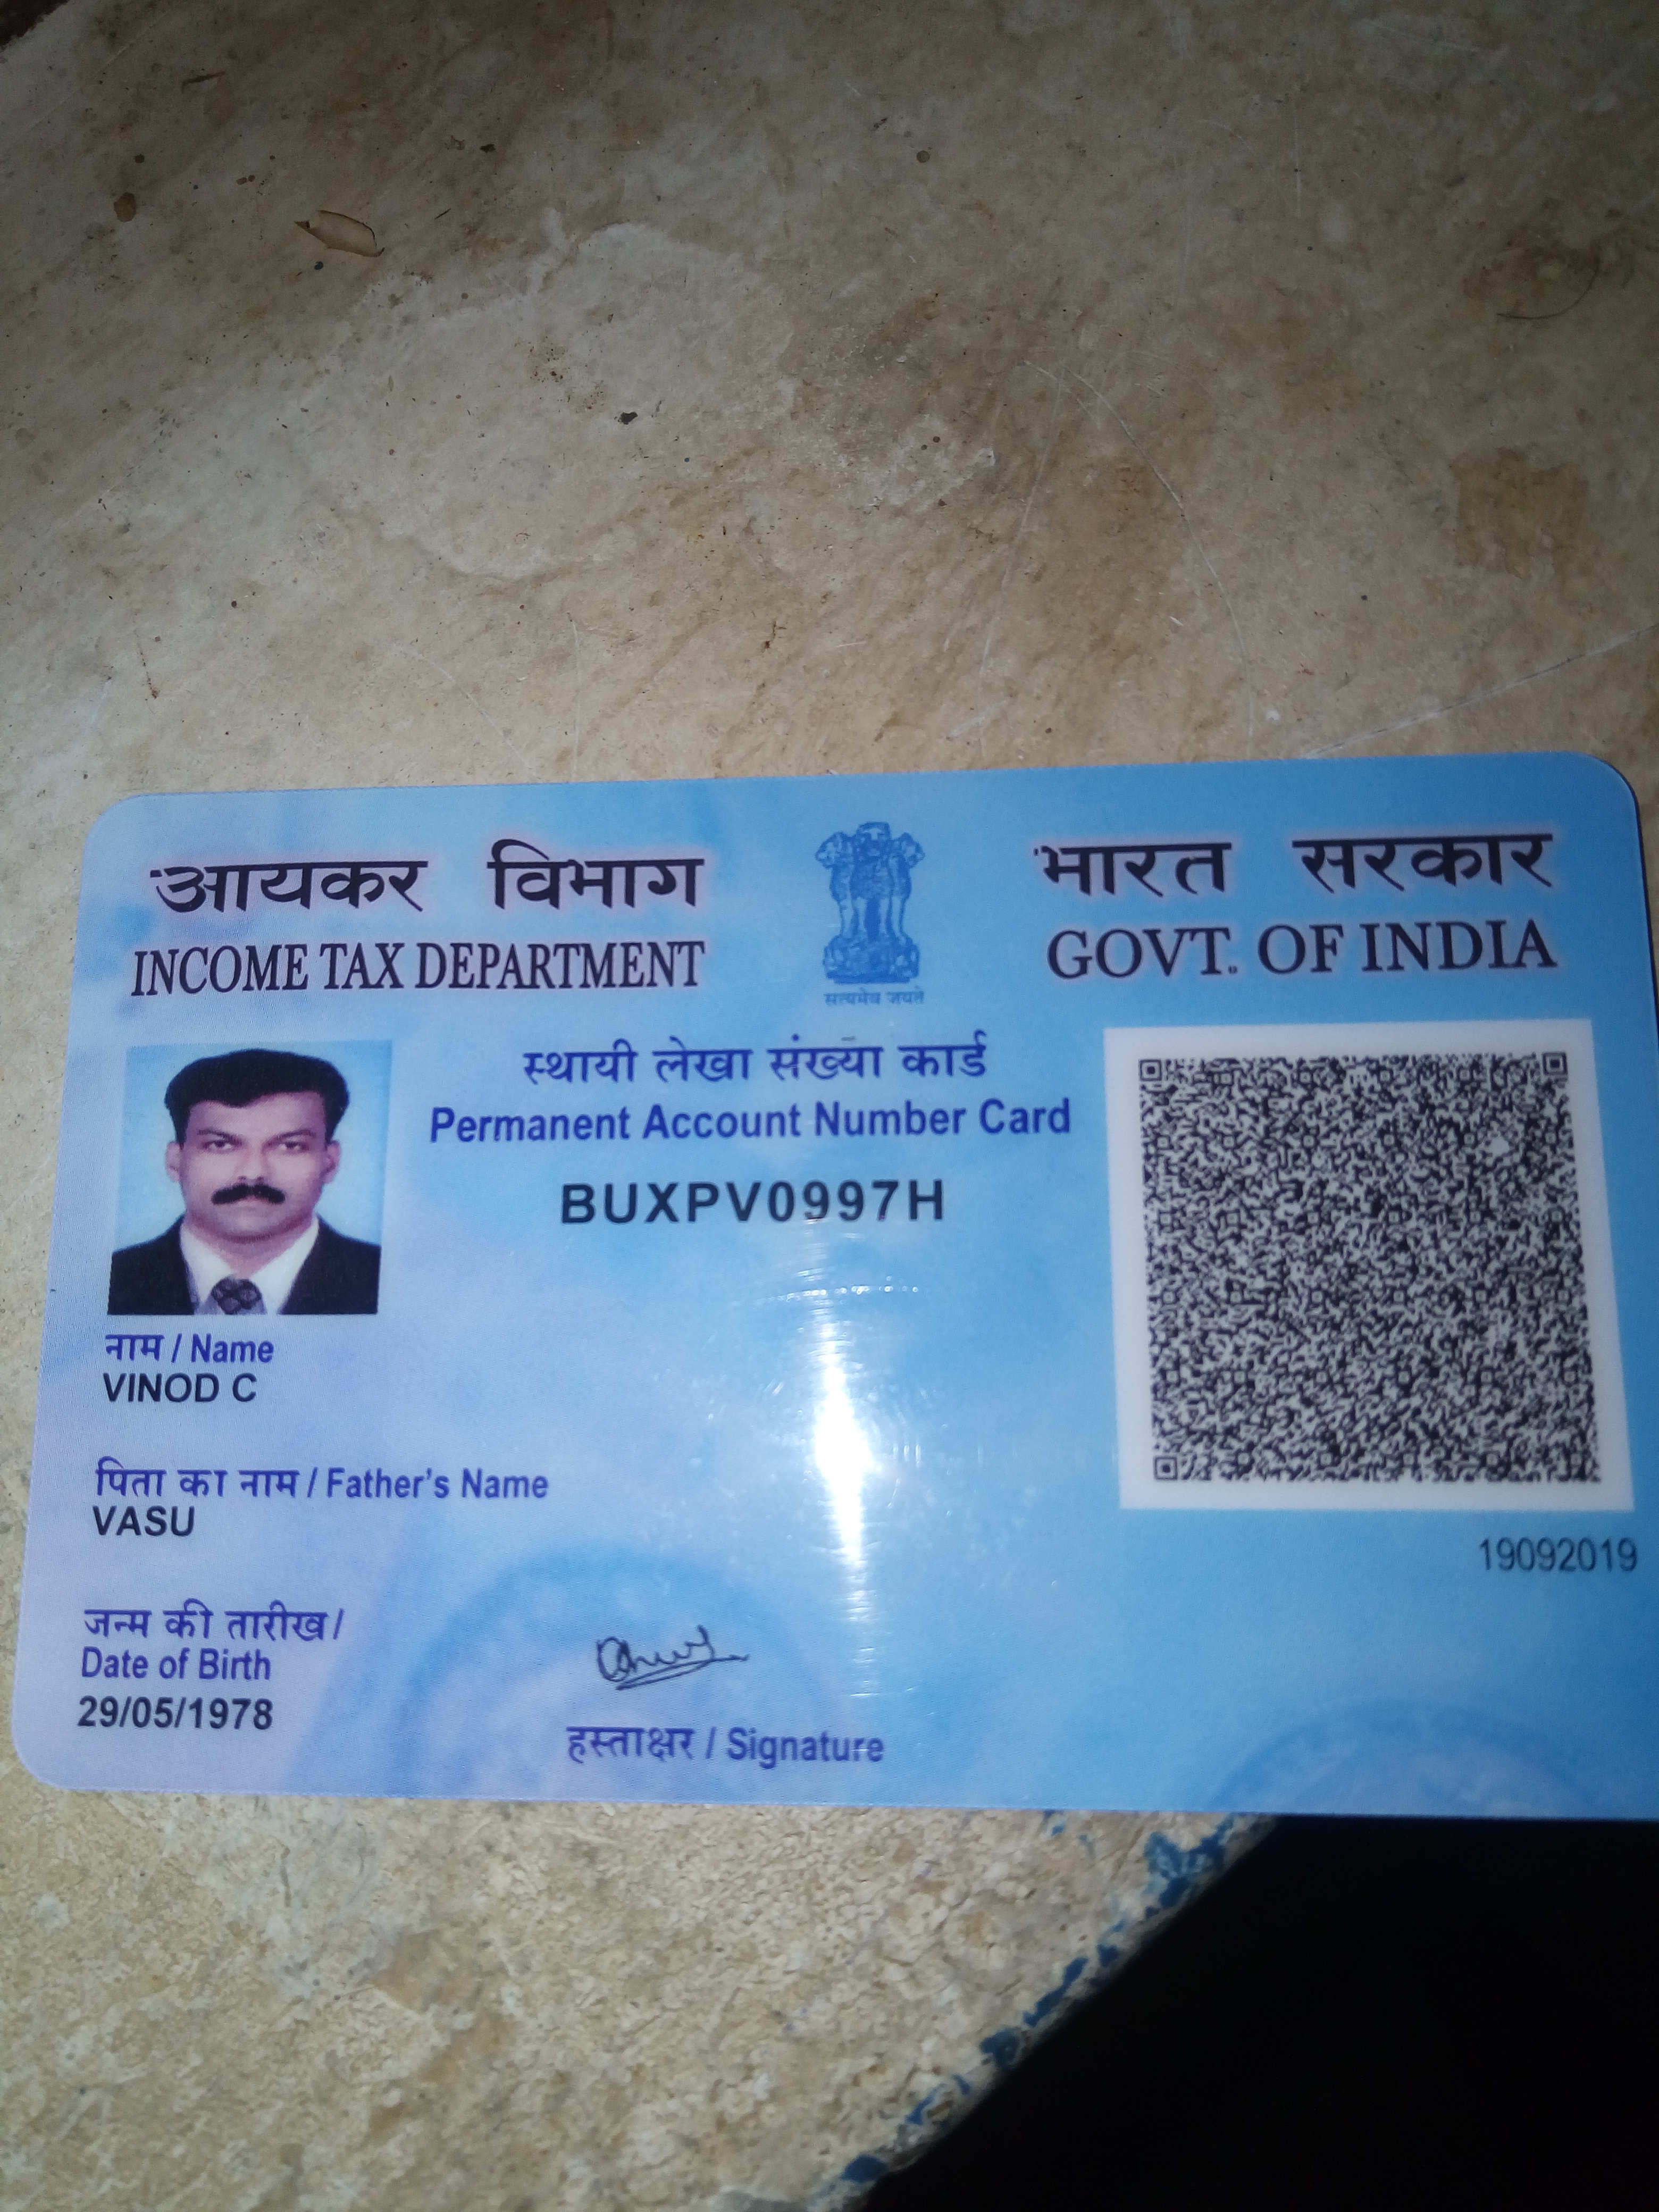 आयकर विभाग
INCOME TAX DEPARTMENT
सत्यमेव जयते
भारत सरकार
GOVT. OF INDIA
स्थायी लेखा संख्या कार्ड
Permanent Account Number Card
BUXPV0997H
नाम / Name
VINOD C
पिता का नाम / Father's Name
VASU
जन्म की तारीख /
Date of Birth
29/05/1978
हस्ताक्षर / Signature
19092019